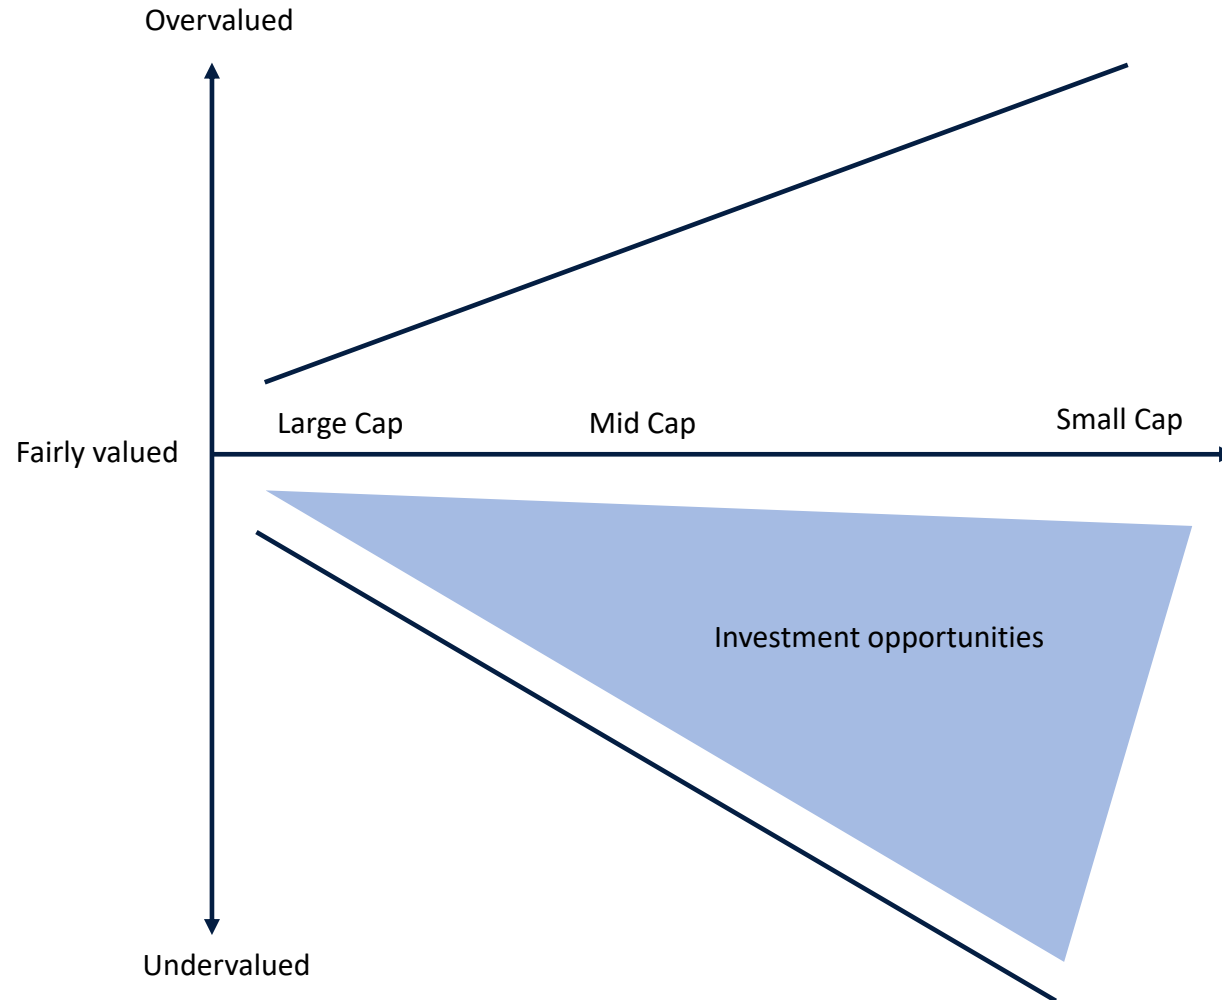 Overvalued
Large Cap
Mid Cap
Small Cap
Fairly valued
Investment opportunities
Undervalued